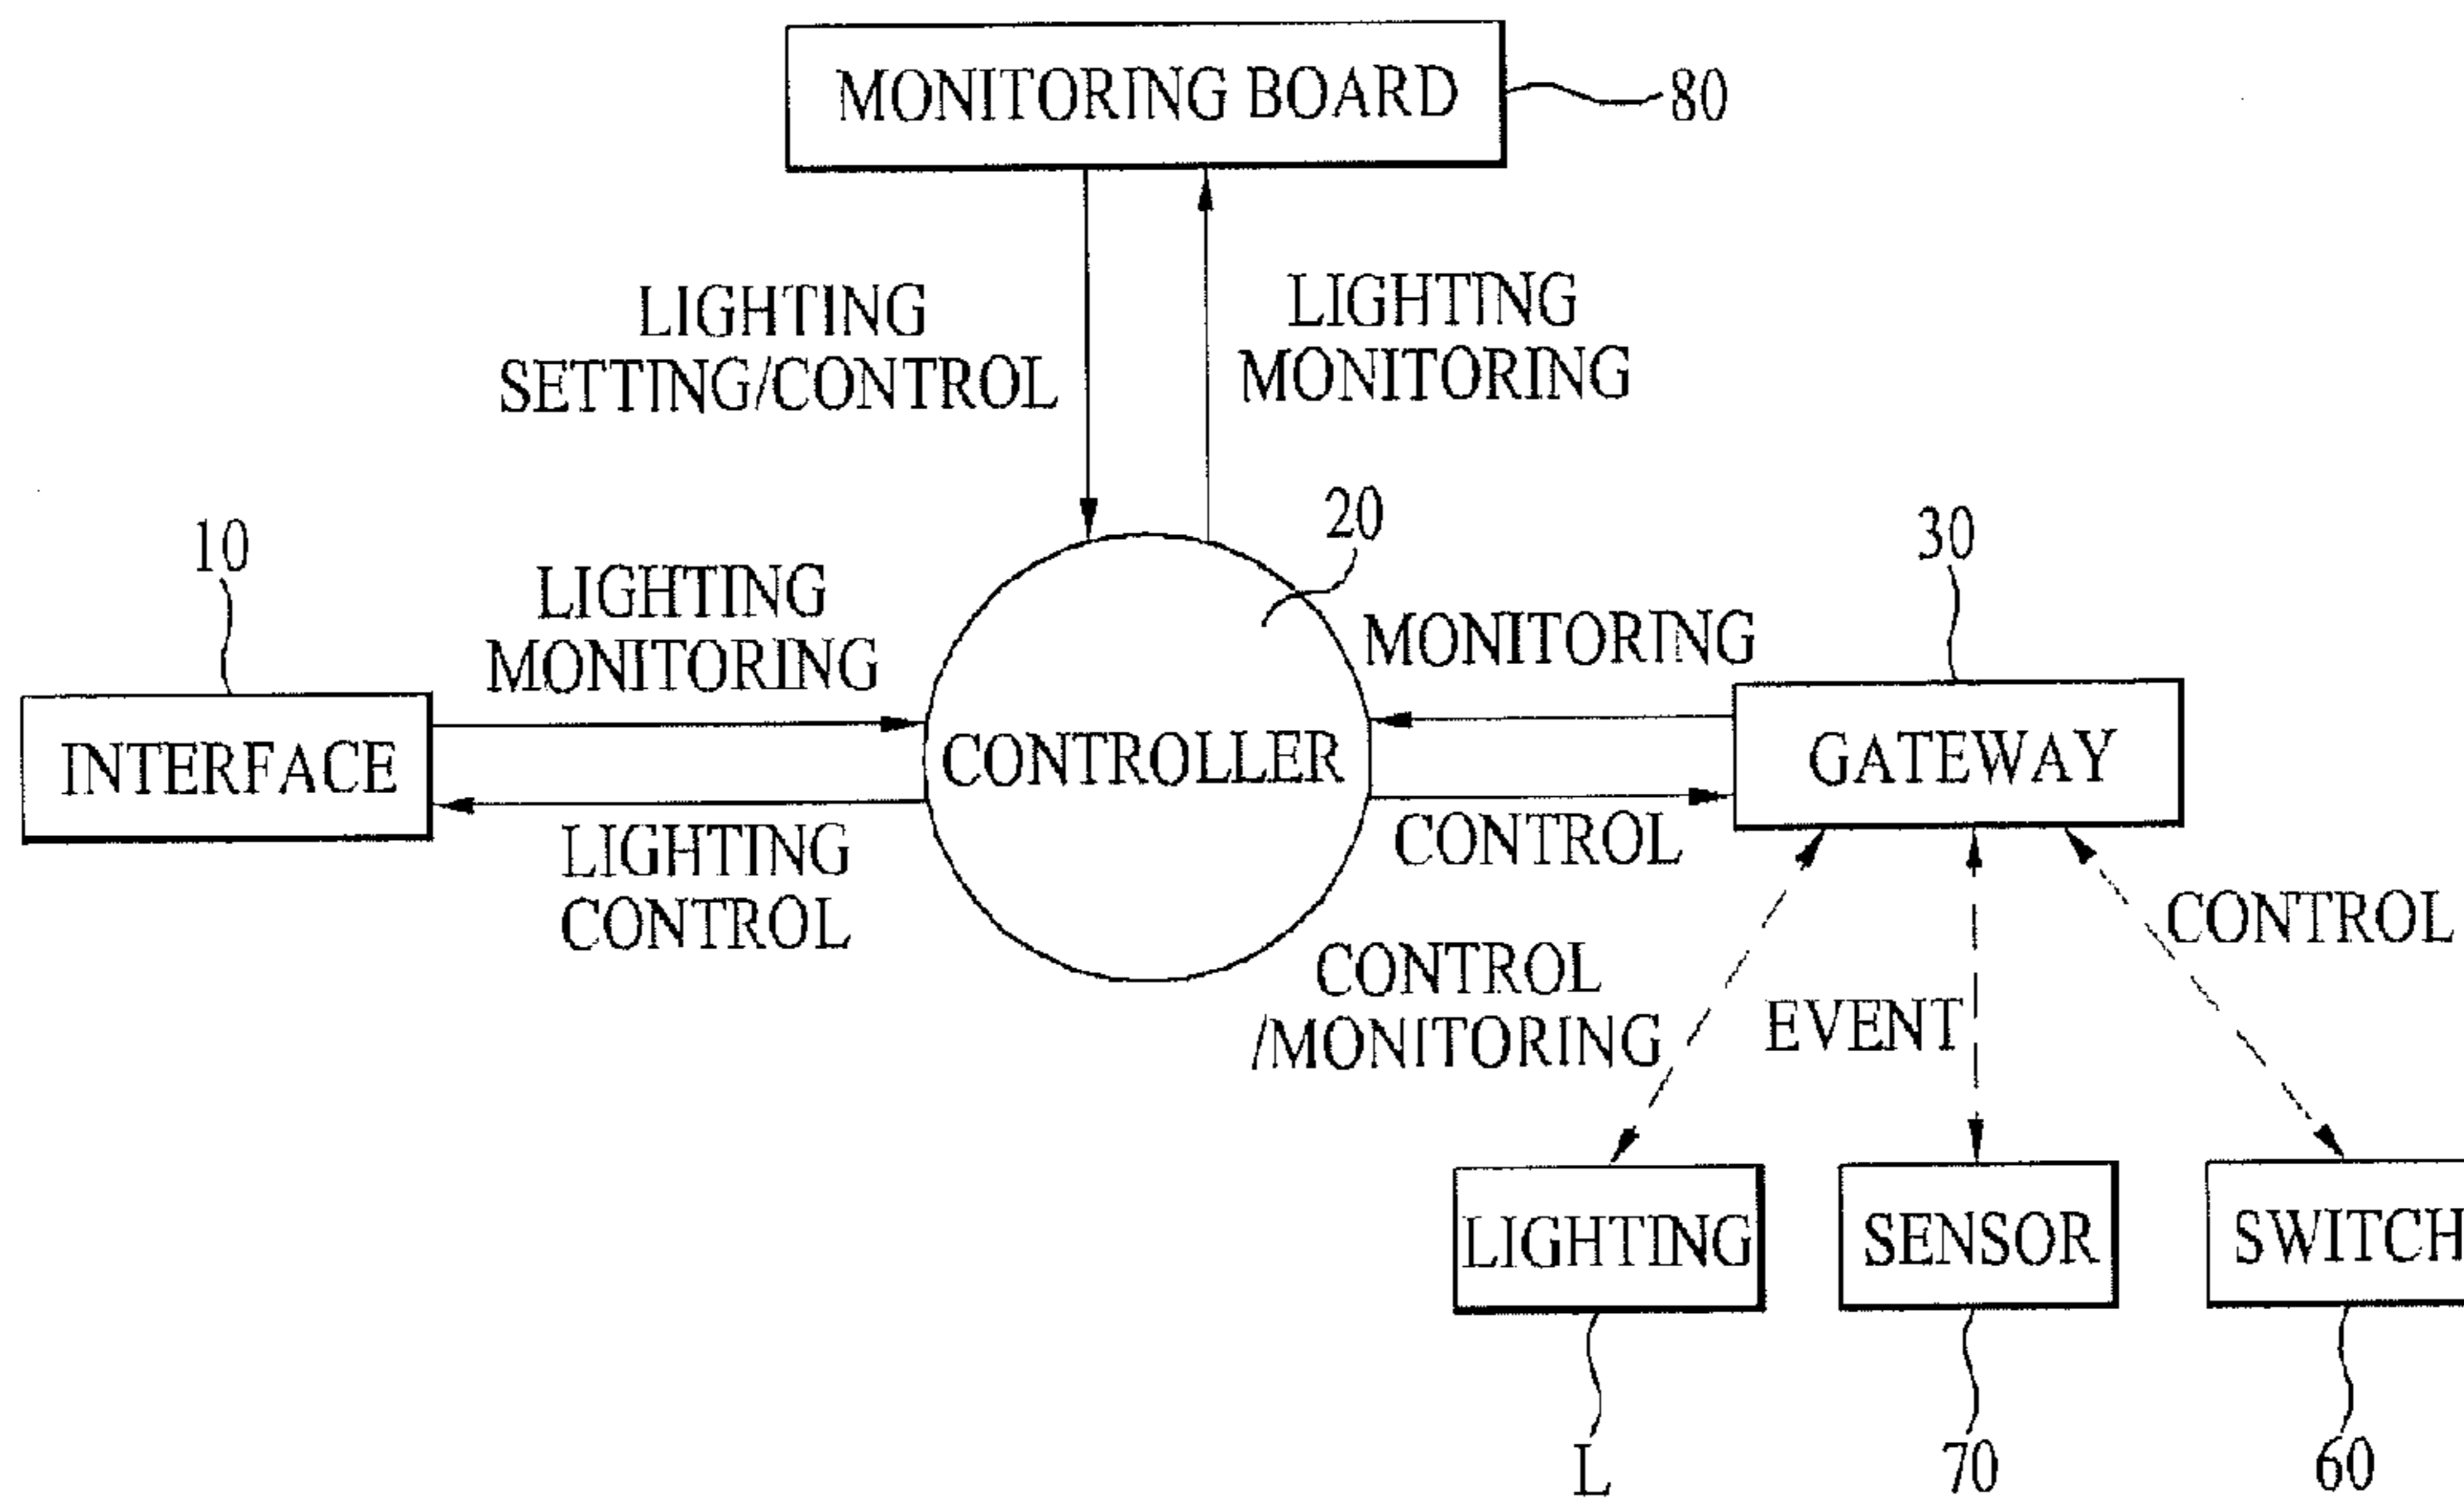 MONITORING BOARD
80
LIGHTING
SETTING/CONTROL
LIGHTING
MONITORING
10
LIGHTING
MONITORING
20
30
MONITORING
INTERFACE
CONTROLLER
GATEWAY
LIGHTING
CONTROL
CONTROL
CONTROL
/MONITORING
EVENT
CONTROL
LIGHTING
SENSOR
SWITCH
L
70
60